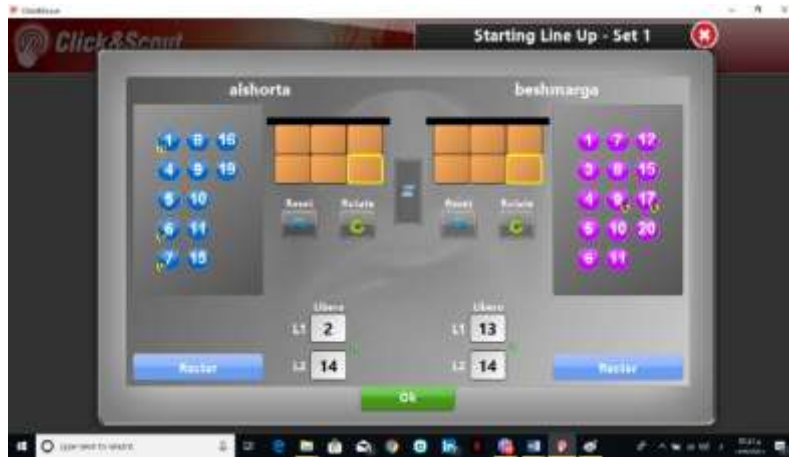 Click&Scout
Starting Line Up - Set 1
alshorta
beshmarga
1 8 16
4 9 19
5 10
6 11
7 15
1 7 12
3 8 15
4 9 17
5 10 20
6 11
Reset Rotate
Reset Rotate
Libero
L1 2
L2 14
Libero
L1 13
L2 14
Roster
Roster
Ok